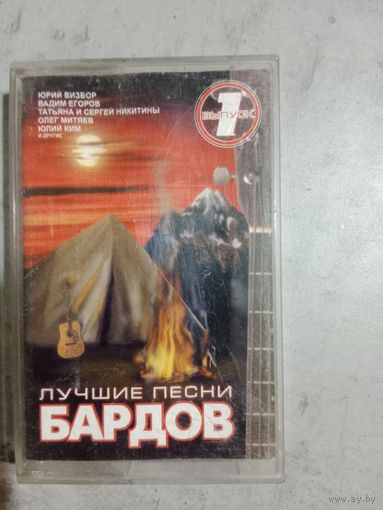 ЮРИЙ ВИЗБОР
ВАДИМ ЕГОРОВ
ТАТЬЯНА И СЕРГЕЙ НИКИТИНЫ
ОЛЕГ МИТЯЕВ
ЮЛИЙ КИМ
И ДРУГИЕ
1
ВЫПУСК
ЛУЧШИЕ ПЕСНИ
БАРДОВ
www.ay.by